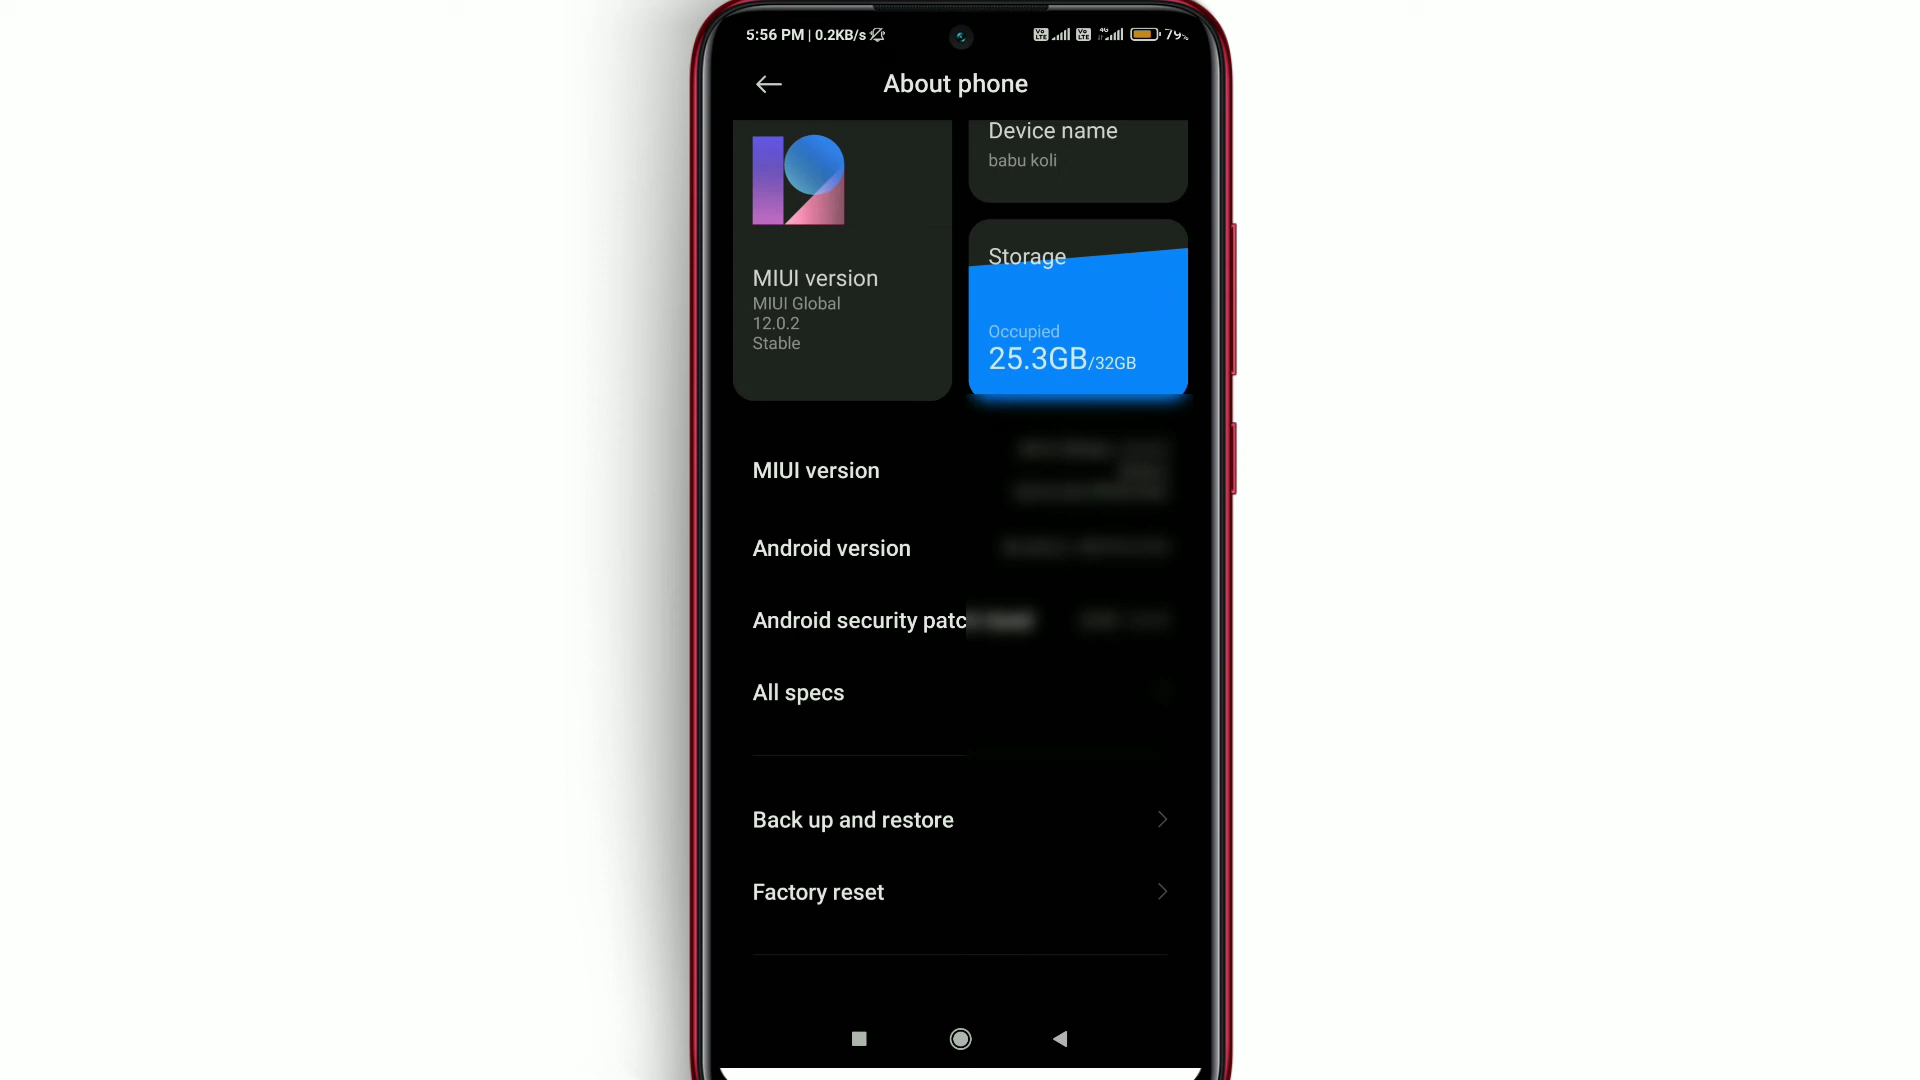 5:56 PM | 0.2KB/s
About phone
Device name
babu koli
MIUI version
MIUI Global
12.0.2
Stable
Storage
Occupied
25.3GB/32GB
MIUI version
Android version
Android security patc
All specs
Back up and restore
Factory reset